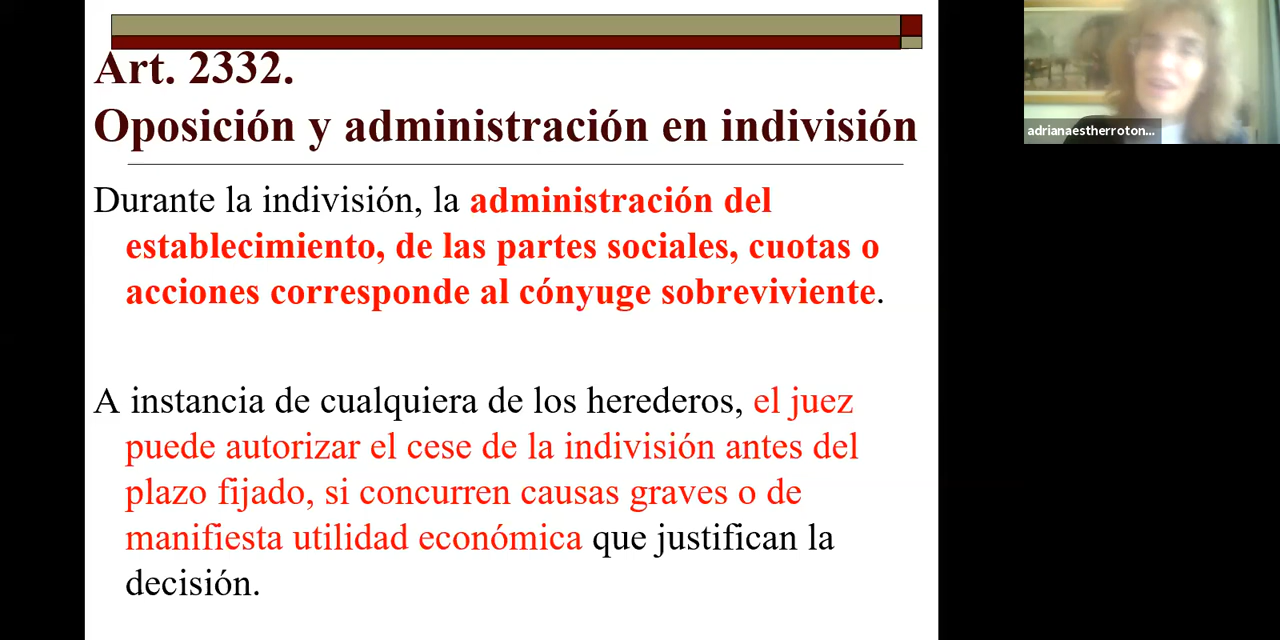 Art. 2332.
Oposición y administración en indivisión
Durante la indivisión, la administración del
establecimiento, de las partes sociales, cuotas o
acciones corresponde al cónyuge sobreviviente.
A instancia de cualquiera de los herederos, el juez
puede autorizar el cese de la indivisión antes del
plazo fijado, si concurren causas graves o de
manifiesta utilidad económica que justifican la
decisión.
adrianaestherroton...